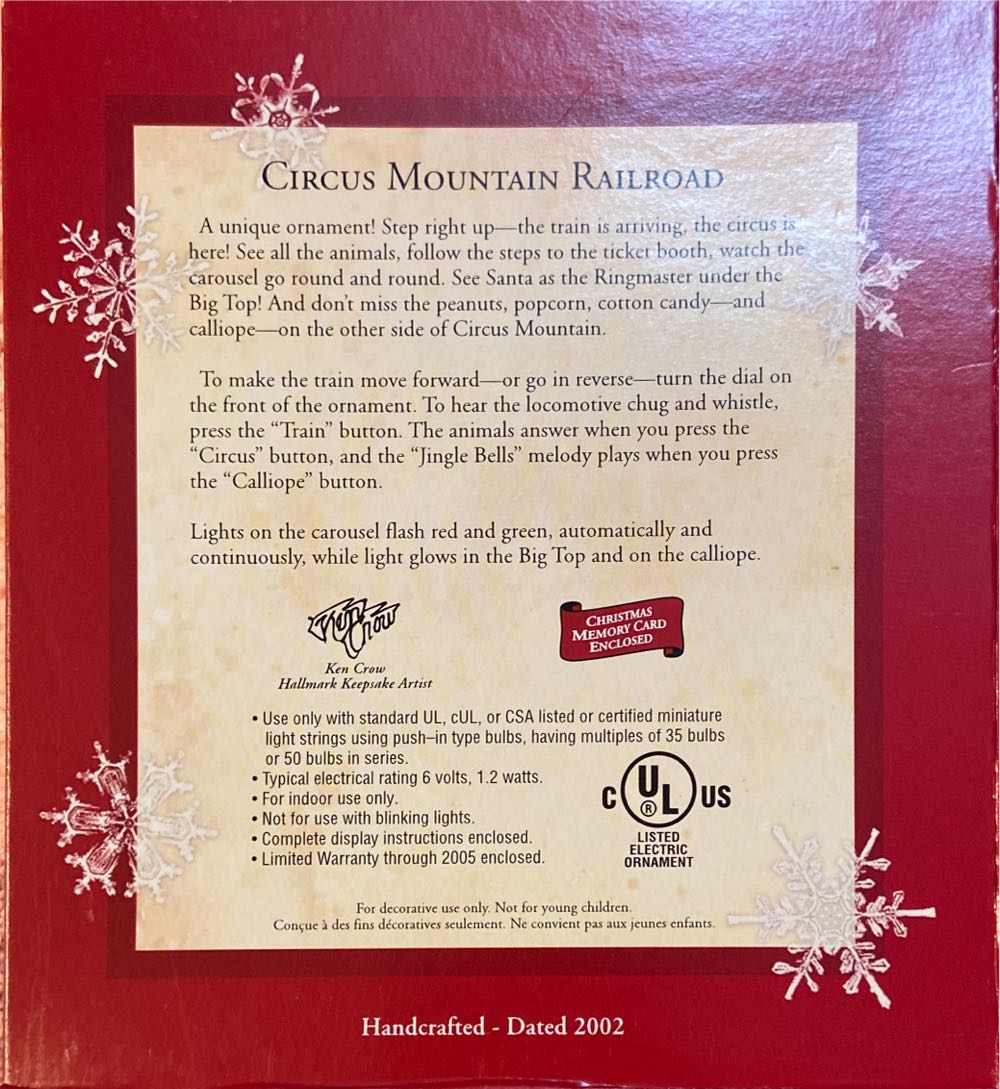 Circus Mountain Railroad
A unique ornament! Step right up—the train is arriving, the circus is
here! See all the animals, follow the steps to the ticket booth, watch the
carousel go round and round. See Santa as the Ringmaster under the
Big Top! And don't miss the peanuts, popcorn, cotton candy—and
calliope—on the other side of Circus Mountain.
To make the train move forward—or go in reverse—turn the dial on
the front of the ornament. To hear the locomotive chug and whistle,
press the “Train” button. The animals answer when you press the
“Circus” button, and the “Jingle Bells” melody plays when you press
the “Calliope” button.
Lights on the carousel flash red and green, automatically and
continuously, while light glows in the Big Top and on the calliope.
Ken Crow
Ken Crow
Hallmark Keepsake Artist
CHRISTMAS
MEMORY CARD
ENCLOSED
• Use only with standard UL, cUL, or CSA listed or certified miniature
light strings using push–in type bulbs, having multiples of 35 bulbs
or 50 bulbs in series.
• Typical electrical rating 6 volts, 1.2 watts.
• For indoor use only.
• Not for use with blinking lights.
• Complete display instructions enclosed.
• Limited Warranty through 2005 enclosed.
C UL® US
LISTED
ELECTRIC
ORNAMENT
For decorative use only. Not for young children.
Conçue à des fins décoratives seulement. Ne convient pas aux jeunes enfants.
Handcrafted - Dated 2002